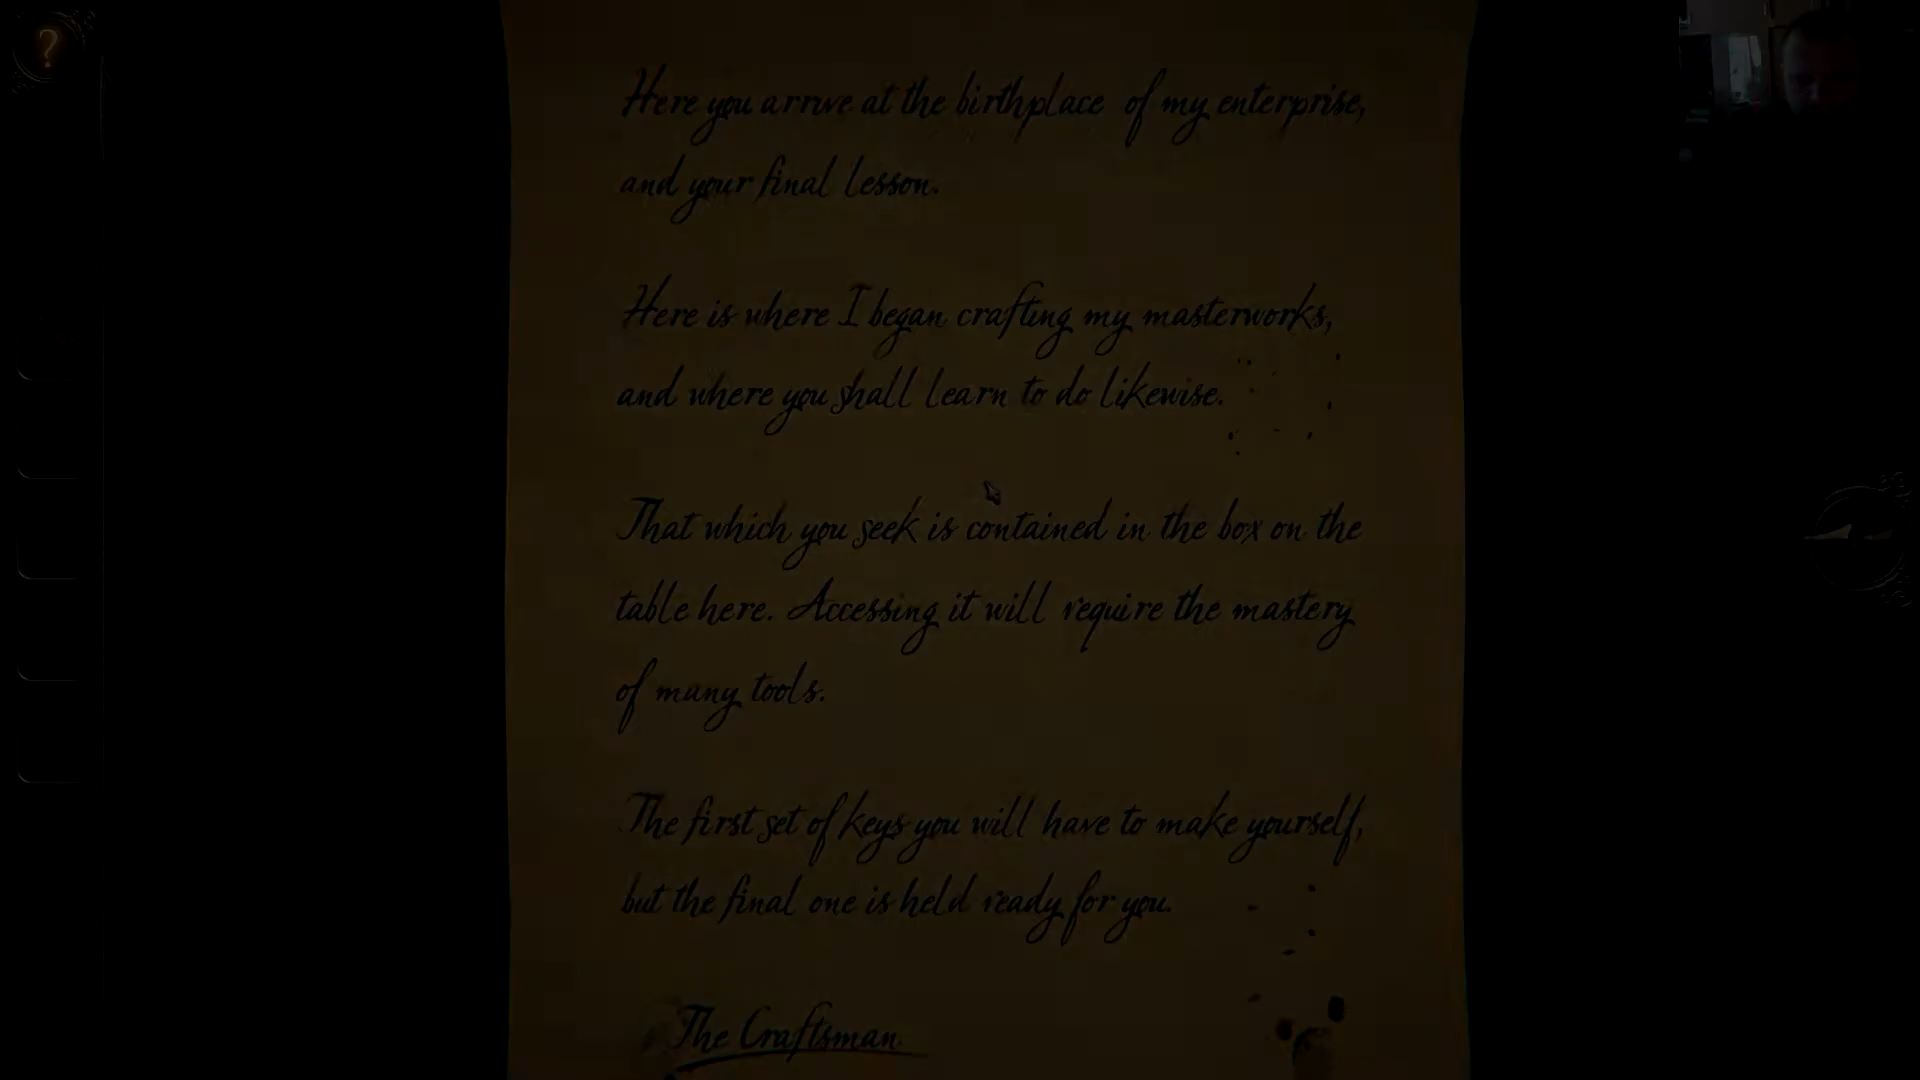 ?
Here you arrive at the birthplace of my enterprise,
and your final lesson.
Here is where I began crafting my masterworks,
and where you shall learn to do likewise.
That which you seek is contained in the box on the
table here. Accessing it will require the mastery
of many tools.
The first set of keys you will have to make yourself,
but the final one is held ready for you.
The Craftsman